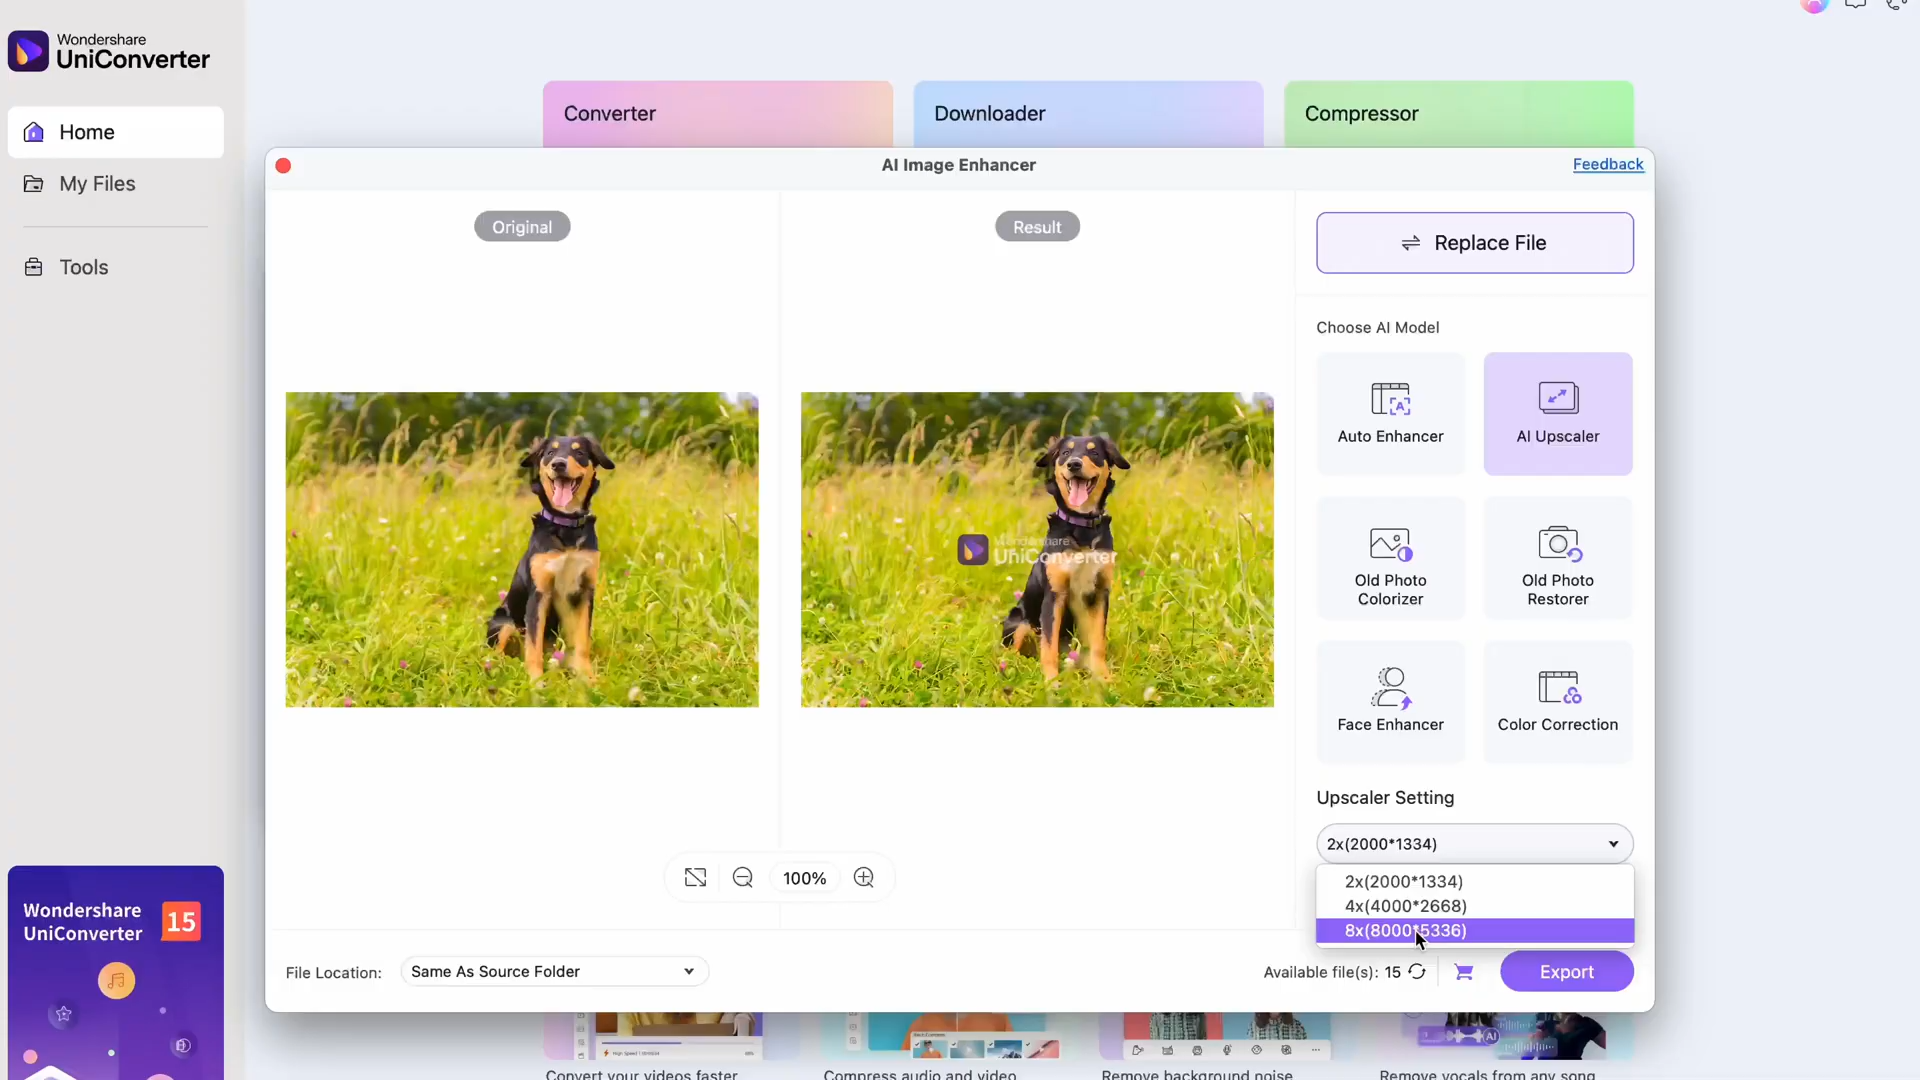 Wondershare
UniConverter
Home
My Files
Tools
Converter
Downloader
Compressor
AI Image Enhancer
Feedback
Original
Result
Wondershare
UniConverter
Replace File
Choose AI Model
Auto Enhancer
AI Upscaler
Old Photo
Colorizer
Old Photo
Restorer
Face Enhancer
Color Correction
Upscaler Setting
2x(2000*1334)
2x(2000*1334)
4x(4000*2668)
8x(8000*5336)
100%
File Location:
Same As Source Folder
Available file(s): 15
Export
Wondershare
UniConverter
15
AI
Convert your videos faster
Compress audio and video
Remove background noise
Remove vocals from any song